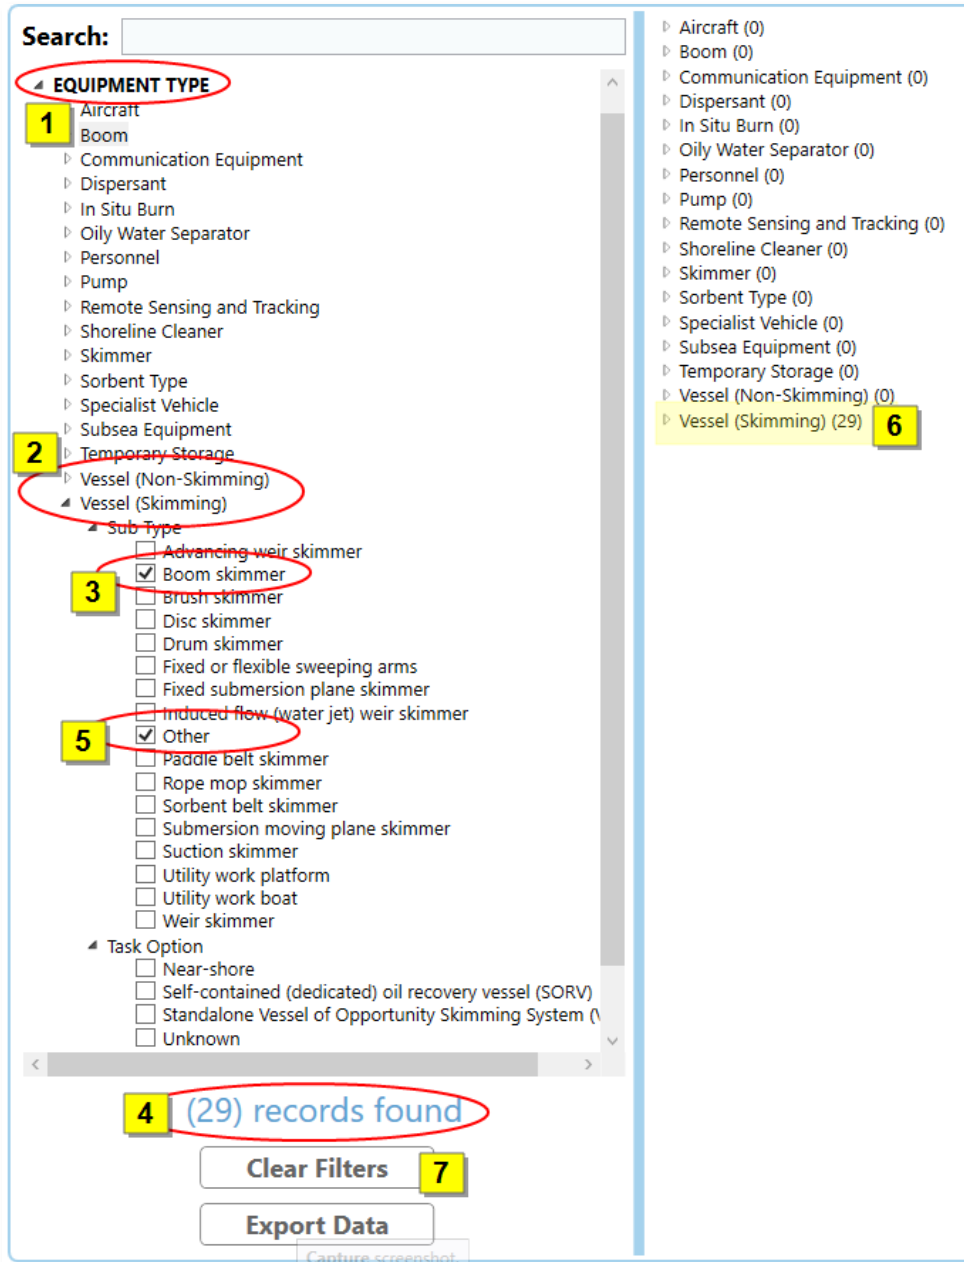 Search:
EQUIPMENT TYPE
1
Aircraft
Boom
Communication Equipment
Dispersant
In Situ Burn
Oily Water Separator
Personnel
Pump
Remote Sensing and Tracking
Shoreline Cleaner
Skimmer
Sorbent Type
Specialist Vehicle
Subsea Equipment
2
Temporary Storage
Vessel (Non-Skimming)
Vessel (Skimming)
Sub Type
Advancing weir skimmer
3
Boom skimmer
Brush skimmer
Disc skimmer
Drum skimmer
Fixed or flexible sweeping arms
Fixed submersion plane skimmer
Induced flow (water jet) weir skimmer
5
Other
Paddle belt skimmer
Rope mop skimmer
Sorbent belt skimmer
Submersion moving plane skimmer
Suction skimmer
Utility work platform
Utility work boat
Weir skimmer
Task Option
Near-shore
Self-contained (dedicated) oil recovery vessel (SORV)
Standalone Vessel of Opportunity Skimming System (
Unknown
4 (29) records found
Clear Filters 7
Export Data
Capture screenshot.
Aircraft (0)
Boom (0)
Communication Equipment (0)
Dispersant (0)
In Situ Burn (0)
Oily Water Separator (0)
Personnel (0)
Pump (0)
Remote Sensing and Tracking (0)
Shoreline Cleaner (0)
Skimmer (0)
Sorbent Type (0)
Specialist Vehicle (0)
Subsea Equipment (0)
Temporary Storage (0)
Vessel (Non-Skimming) (0)
Vessel (Skimming) (29) 6